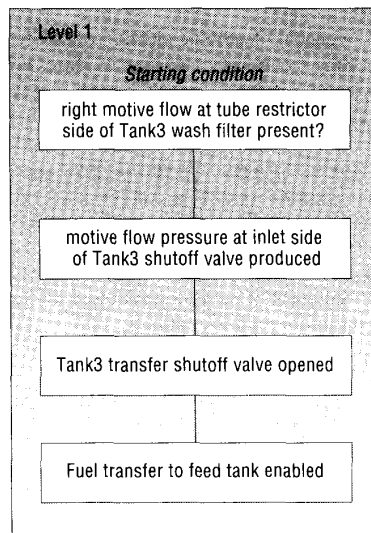 Level 1
Starting condition
right motive flow at tube restrictor
side of Tank3 wash filter present?
motive flow pressure at inlet side
of Tank3 shutoff valve produced
Tank3 transfer shutoff valve opened
Fuel transfer to feed tank enabled